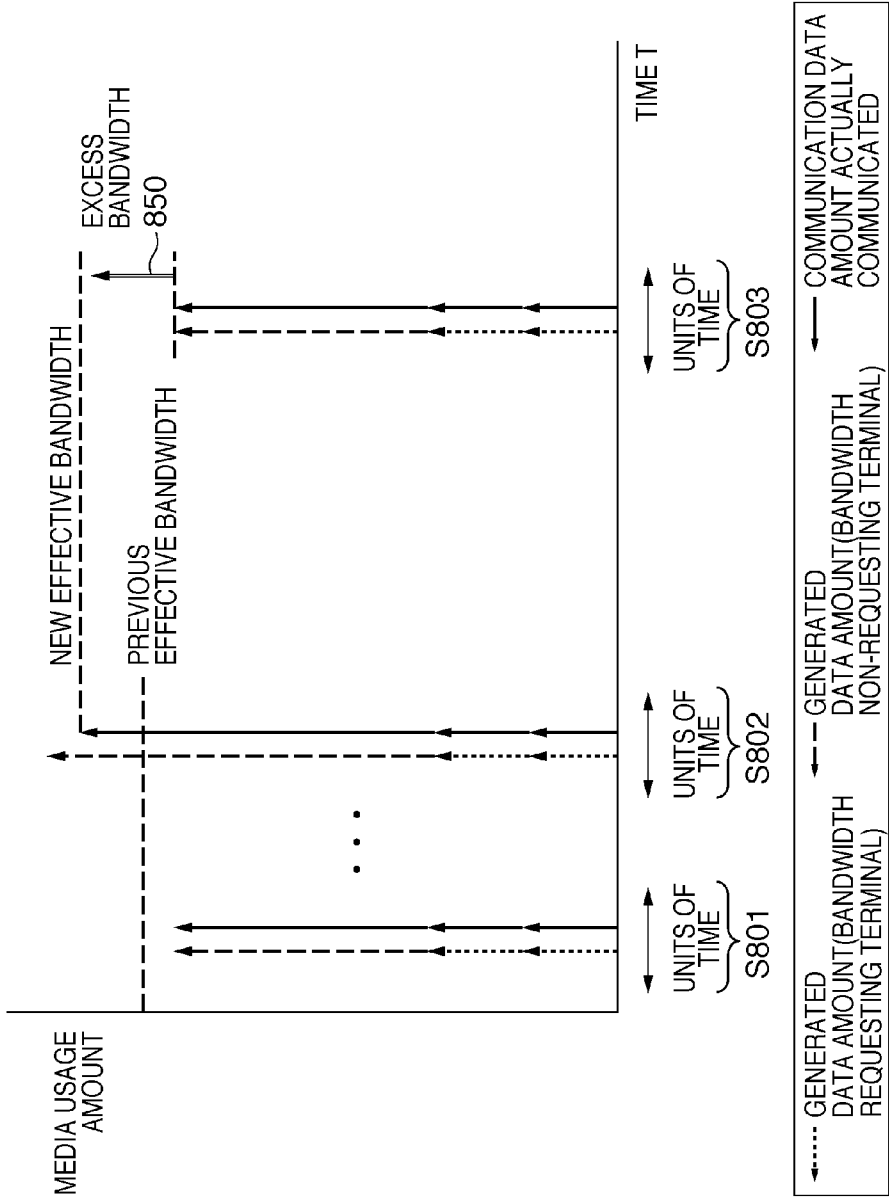 MEDIA USAGE
AMOUNT
NEW EFFECTIVE BANDWIDTH
PREVIOUS
EFFECTIVE BANDWIDTH
EXCESS
BANDWIDTH
850
TIME T
UNITS OF
TIME
S801
UNITS OF
TIME
S802
UNITS OF
TIME
S803
GENERATED
DATA AMOUNT(BANDWIDTH
REQUESTING TERMINAL)
GENERATED
DATA AMOUNT(BANDWIDTH
NON-REQUESTING TERMINAL)
COMMUNICATION DATA
AMOUNT ACTUALLY
COMMUNICATED